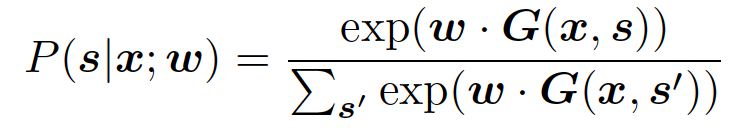 P(s|x; w) = exp(w · G(x, s)) / ∑_{s′} exp(w · G(x, s′))